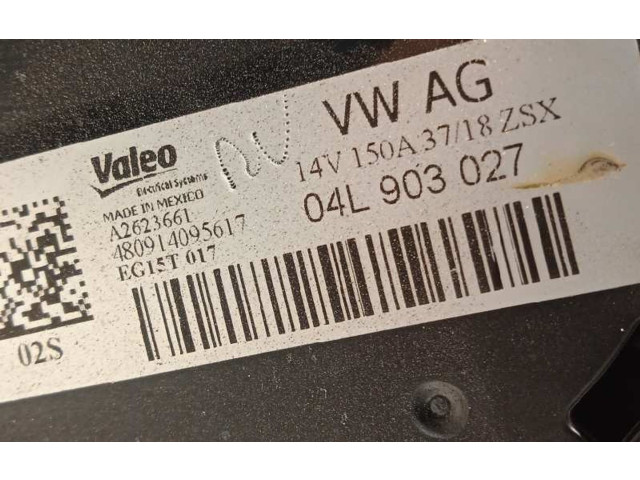 VW AG
Valeo
Electrical Systems
14V 150A 37/18 ZSX
MADE IN MEXICO
04L 903 027
A2623661
480914095617
EG15T 017
02S